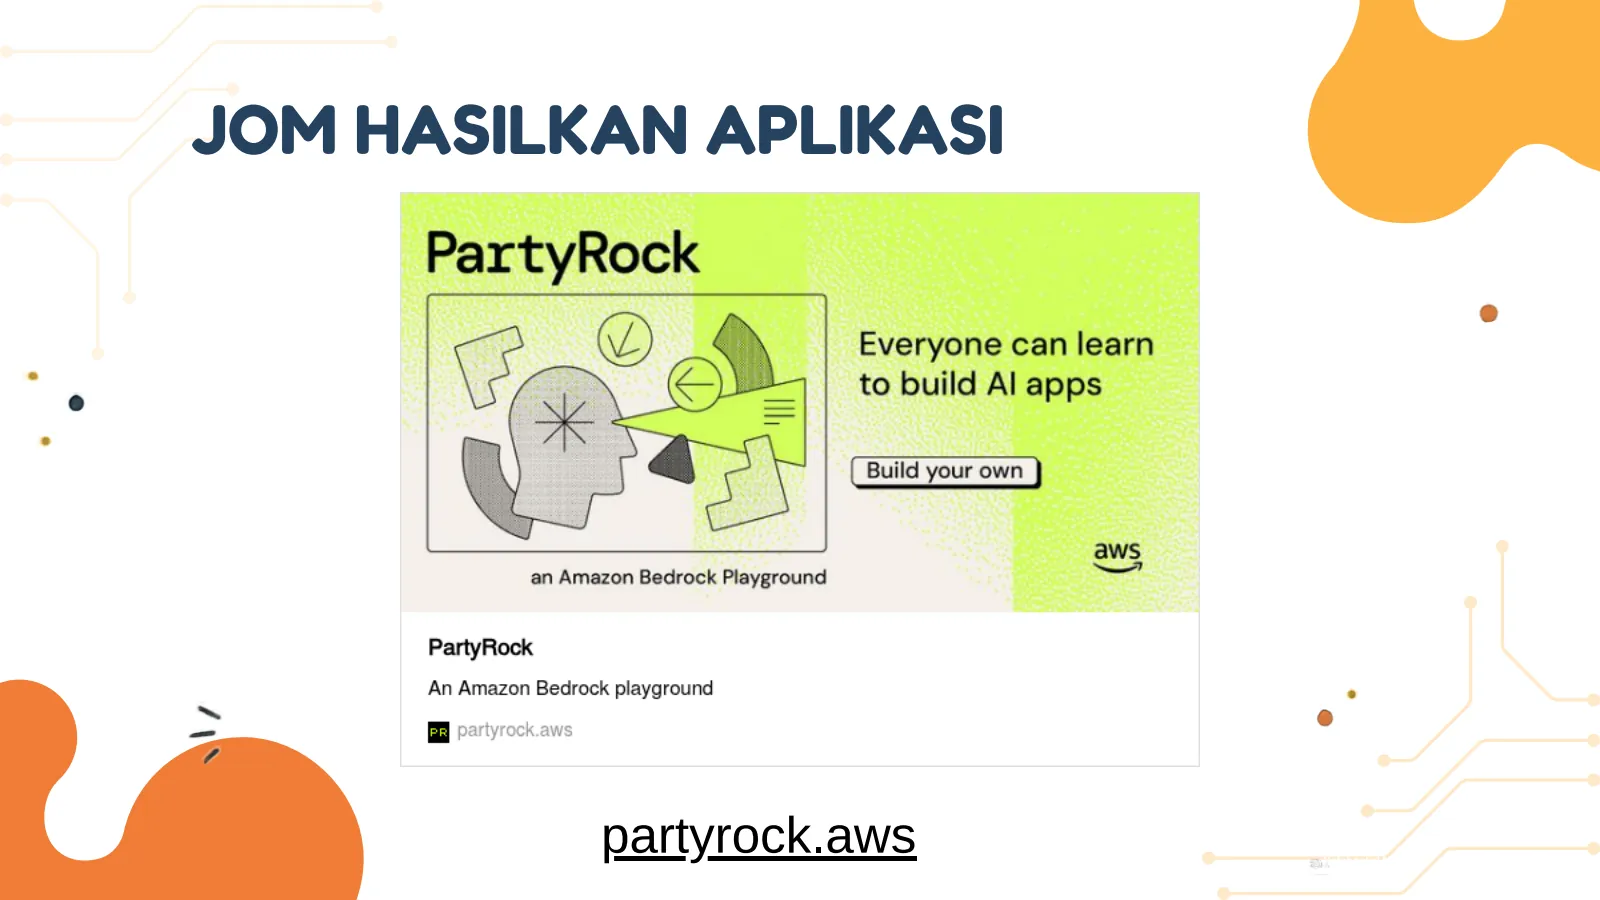 JOM HASILKAN APLIKASI
PartyRock
Everyone can learn
to build AI apps
Build your own
aws
an Amazon Bedrock Playground
PartyRock
An Amazon Bedrock playground
PR partyrock.aws
partyrock.aws